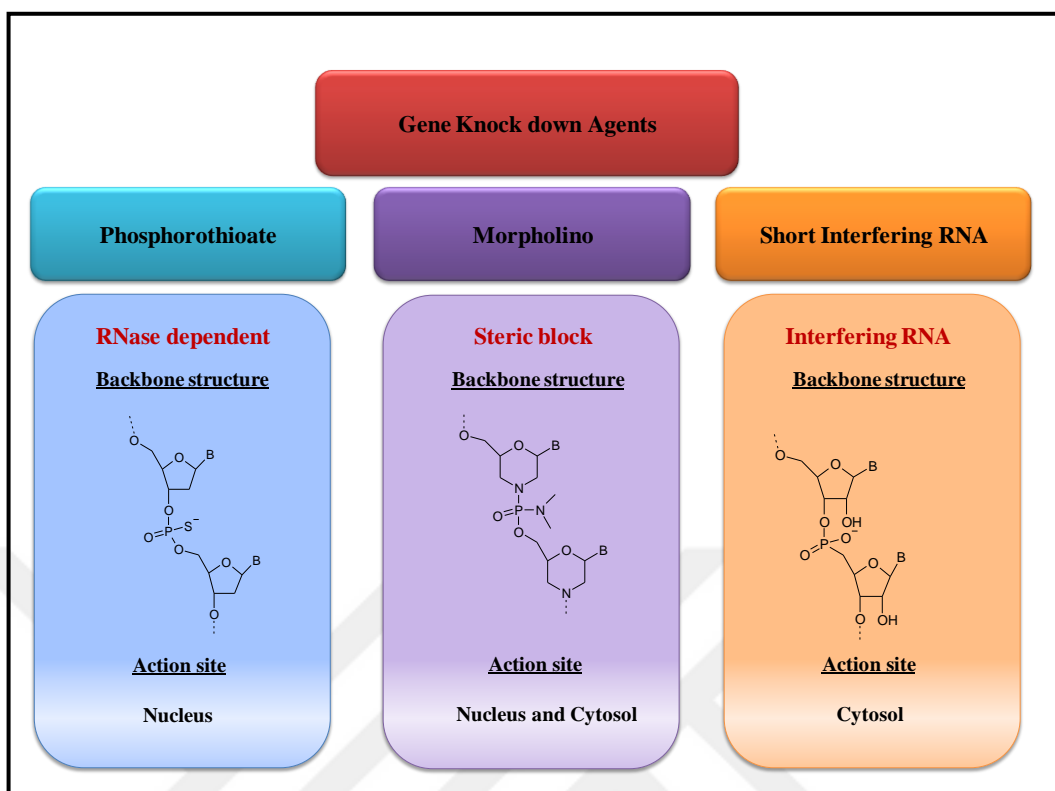 Gene Knock down Agents
Phosphorothioate
Morpholino
Short Interfering RNA
RNase dependent
Backbone structure
O
O
B
O
O
P
S−
O
O
B
O
Action site
Nucleus
Steric block
Backbone structure
O
O
B
N
O
P
N
O
O
B
N
Action site
Nucleus and Cytosol
Interfering RNA
Backbone structure
O
O
B
O
OH
O
P
O−
O
B
O
OH
Action site
Cytosol